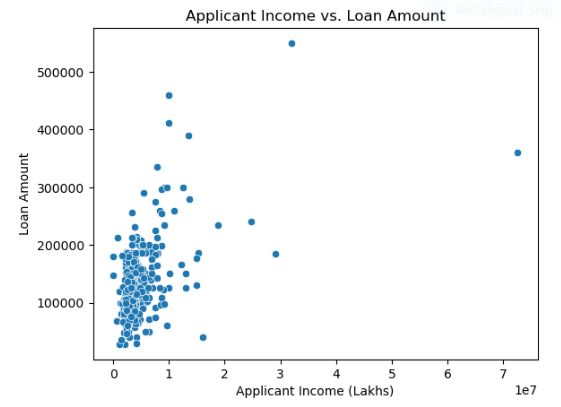 Rectangular Snip
Applicant Income vs. Loan Amount
500000
400000
300000
200000
100000
Loan Amount
0 1 2 3 4 5 6 7
1e7
Applicant Income (Lakhs)